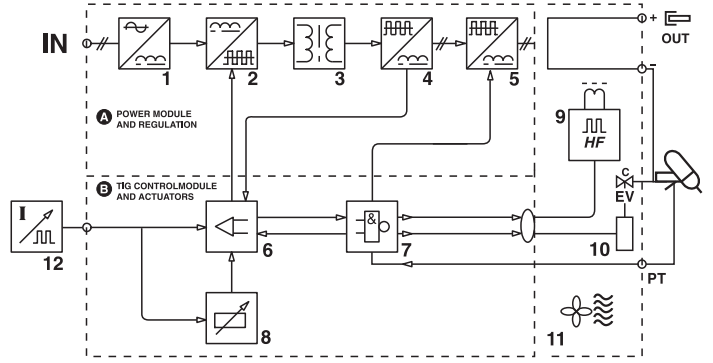 IN
1
2
3
4
5
+
OUT
-
A POWER MODULE
AND REGULATION
9
HF
B TIG CONTROLMODULE
AND ACTUATORS
C
EV
I
12
6
&
7
10
PT
8
11